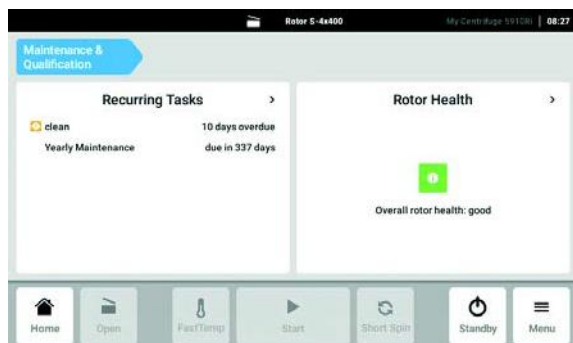 Rotor S-4x400
My Centrifuge 5910Ri
08:27
Maintenance &
Qualification
Recurring Tasks
Rotor Health
clean
10 days overdue
Yearly Maintenance
due in 337 days
Overall rotor health: good
Home
Open
FastTemp
Start
Short Spin
Standby
Menu